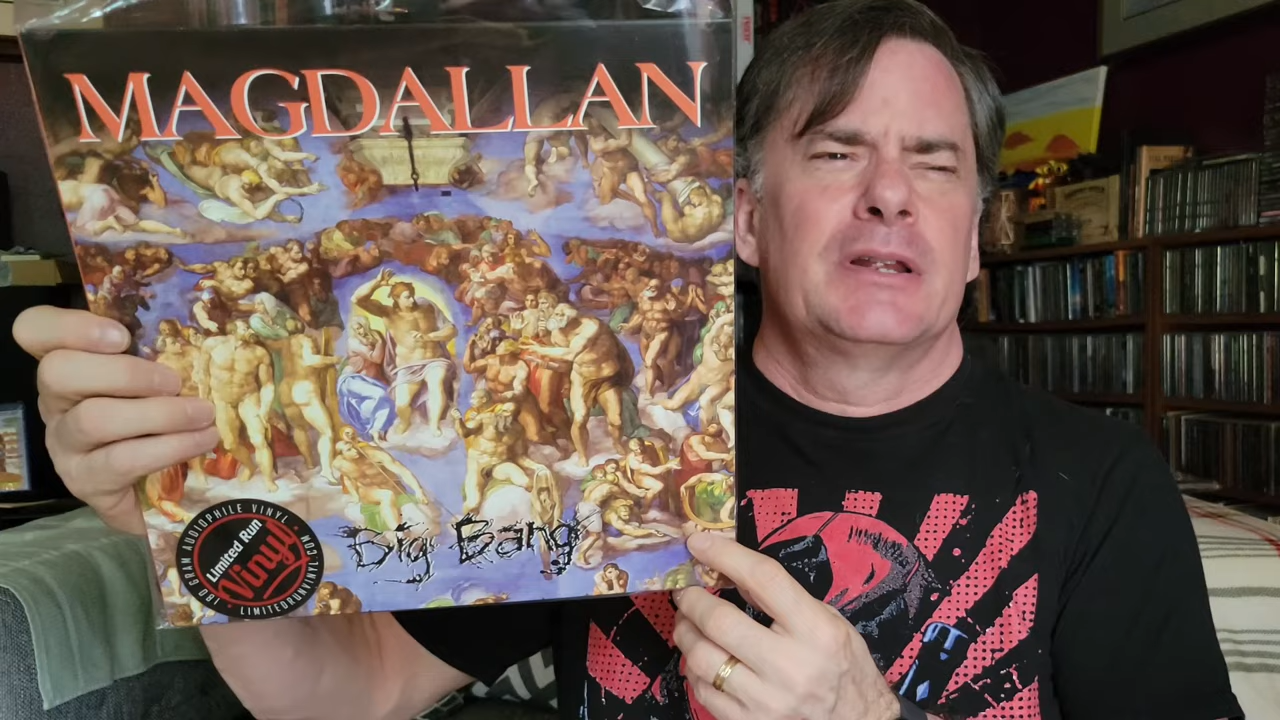 MAGDALLAN
Big Bang
180 GRAM AUDIOPHILE VINYL
Limited Run
Vinyl
LIMITEDRUNVINYL.COM